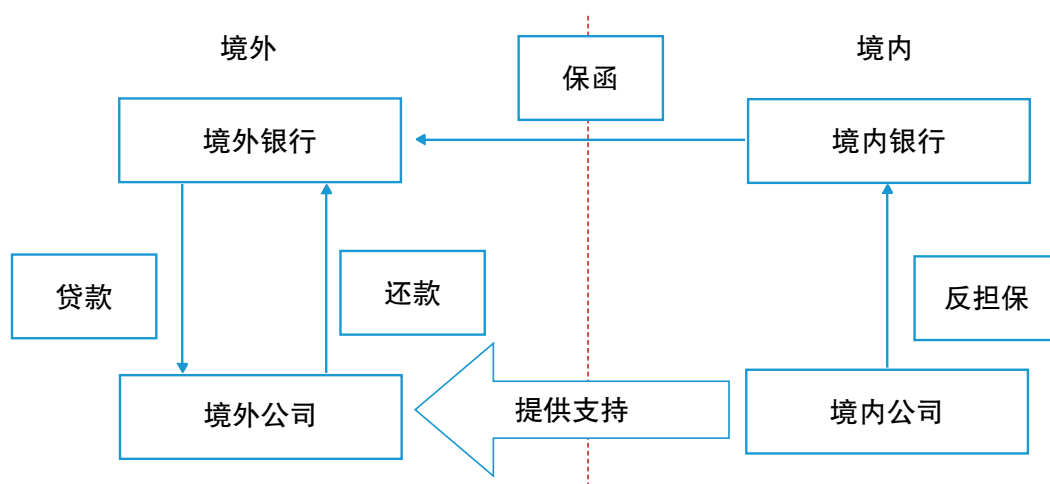 境外
保函
境内
境外银行
境内银行
贷款
还款
反担保
境外公司
提供支持
境内公司